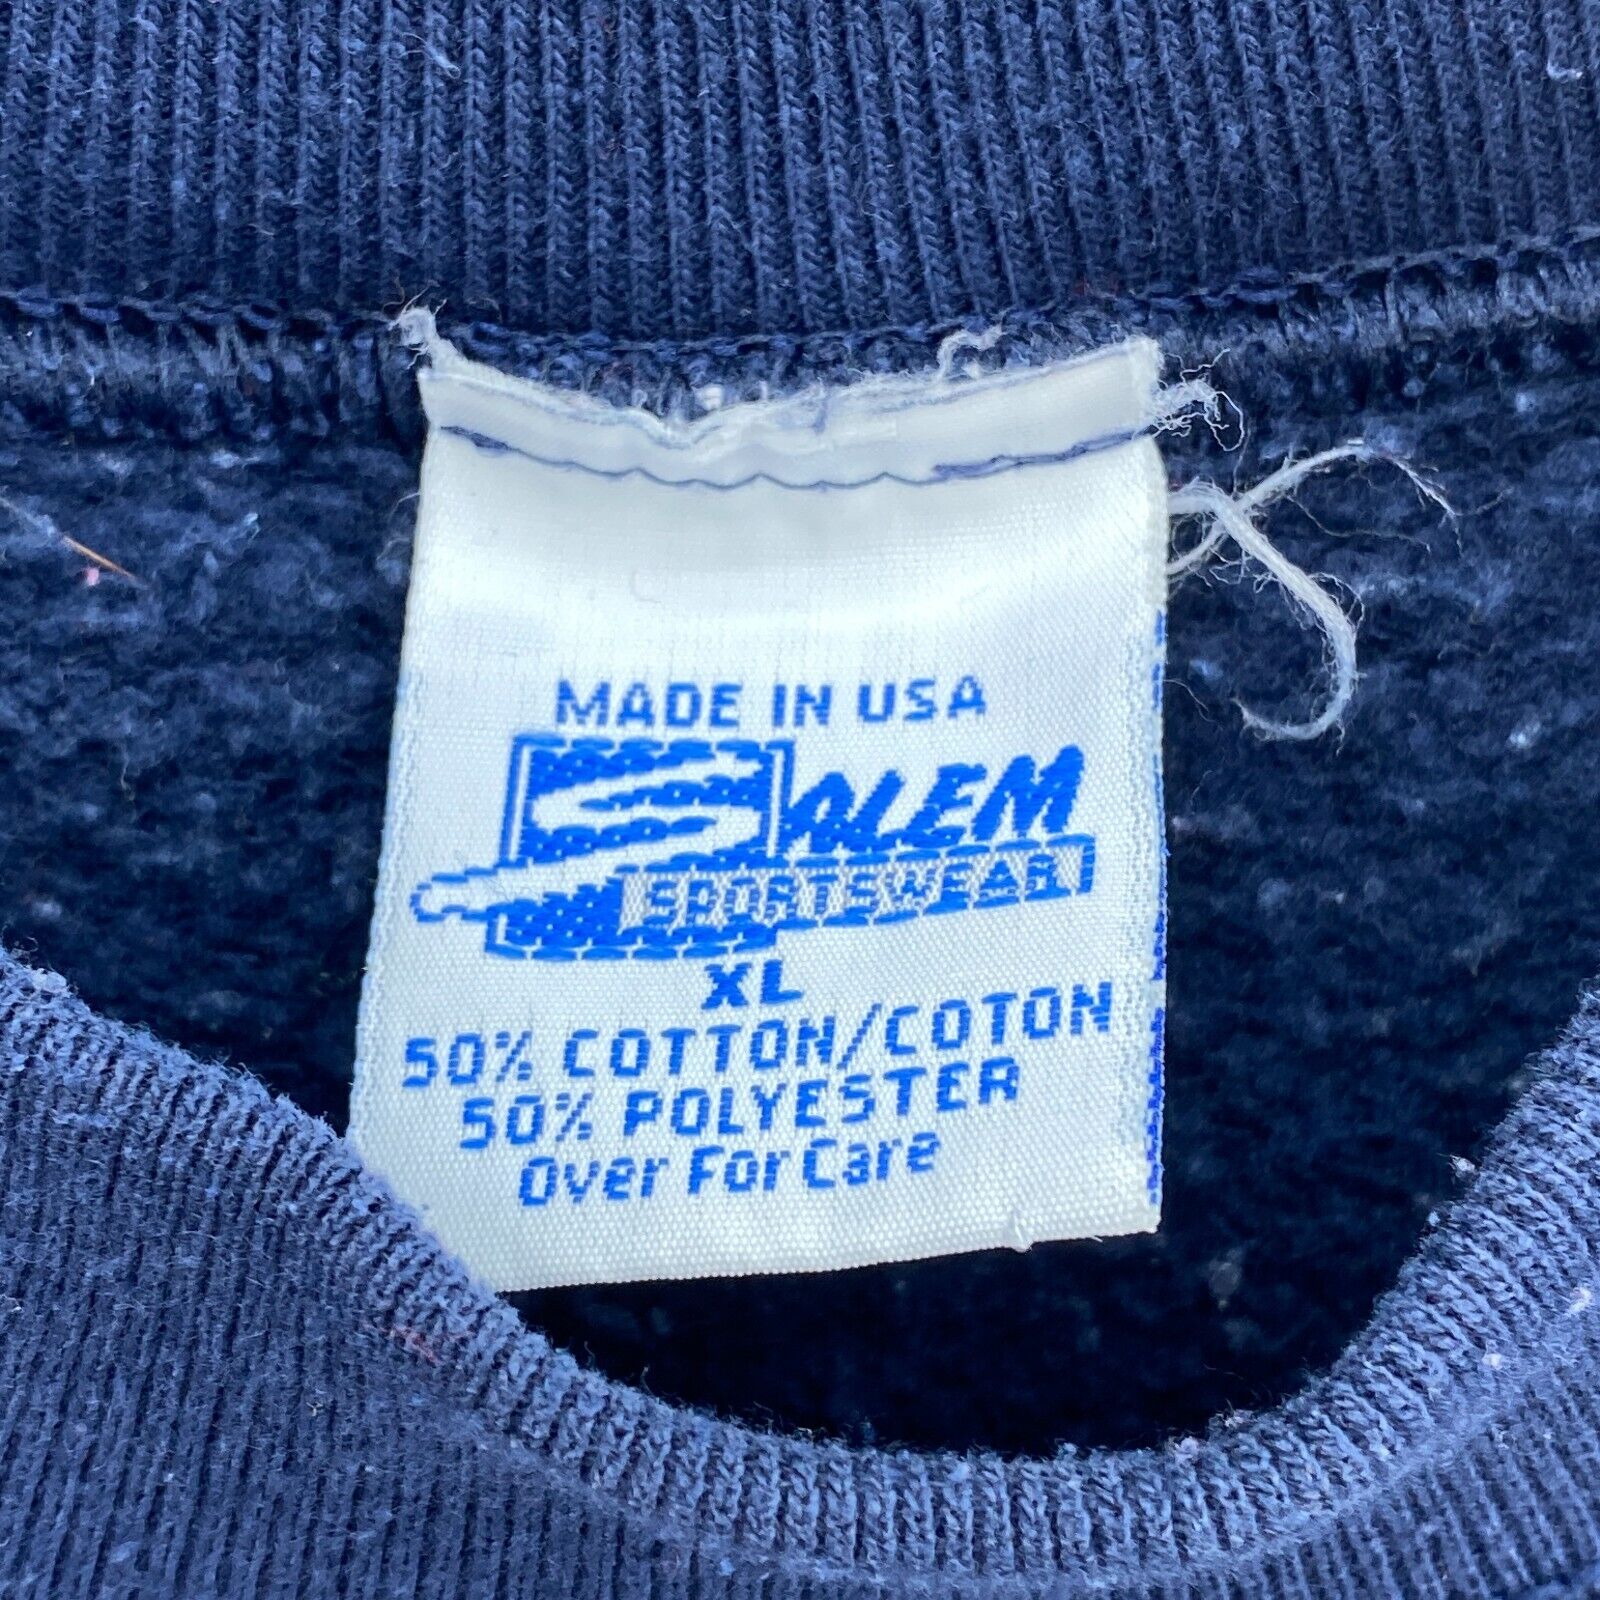 MADE IN USA
SALEM
SPORTSWEAR
XL
50% COTTON/COTON
50% POLYESTER
Over For Care